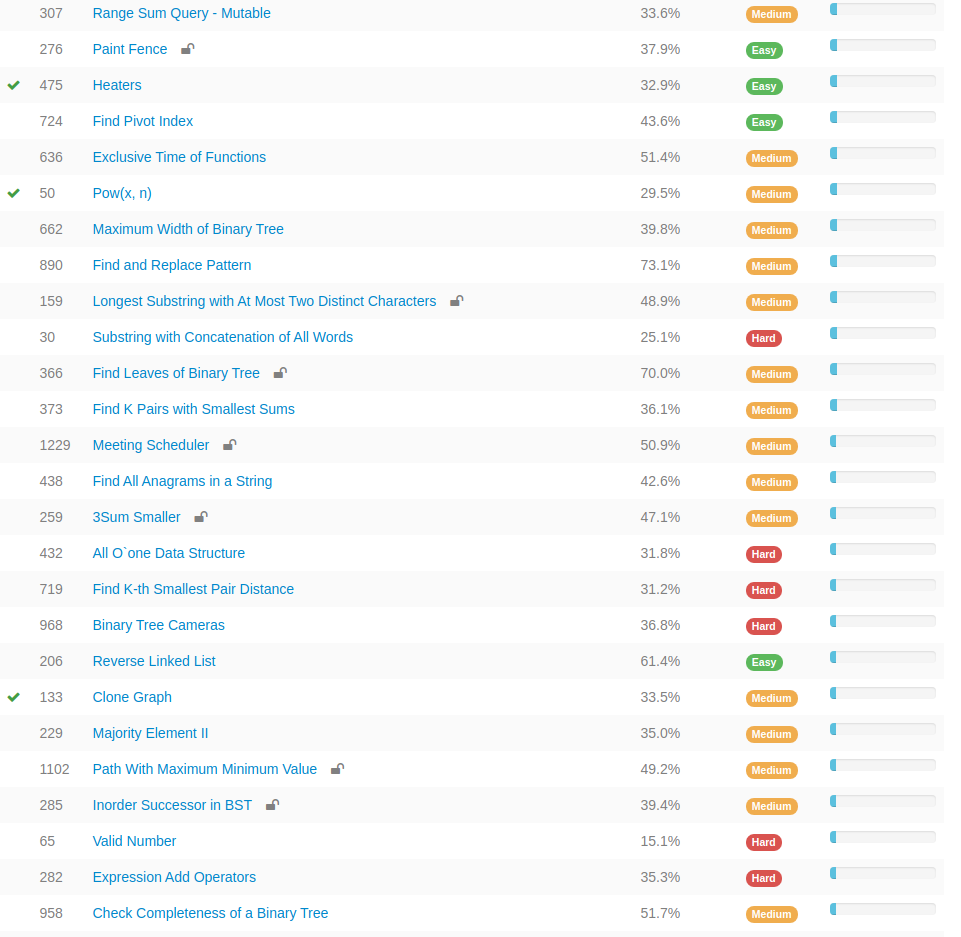 307 Range Sum Query - Mutable 33.6% Medium
276 Paint Fence 37.9% Easy
475 Heaters 32.9% Easy
724 Find Pivot Index 43.6% Easy
636 Exclusive Time of Functions 51.4% Medium
50 Pow(x, n) 29.5% Medium
662 Maximum Width of Binary Tree 39.8% Medium
890 Find and Replace Pattern 73.1% Medium
159 Longest Substring with At Most Two Distinct Characters 48.9% Medium
30 Substring with Concatenation of All Words 25.1% Hard
366 Find Leaves of Binary Tree 70.0% Medium
373 Find K Pairs with Smallest Sums 36.1% Medium
1229 Meeting Scheduler 50.9% Medium
438 Find All Anagrams in a String 42.6% Medium
259 3Sum Smaller 47.1% Medium
432 All O`one Data Structure 31.8% Hard
719 Find K-th Smallest Pair Distance 31.2% Hard
968 Binary Tree Cameras 36.8% Hard
206 Reverse Linked List 61.4% Easy
133 Clone Graph 33.5% Medium
229 Majority Element II 35.0% Medium
1102 Path With Maximum Minimum Value 49.2% Medium
285 Inorder Successor in BST 39.4% Medium
65 Valid Number 15.1% Hard
282 Expression Add Operators 35.3% Hard
958 Check Completeness of a Binary Tree 51.7% Medium